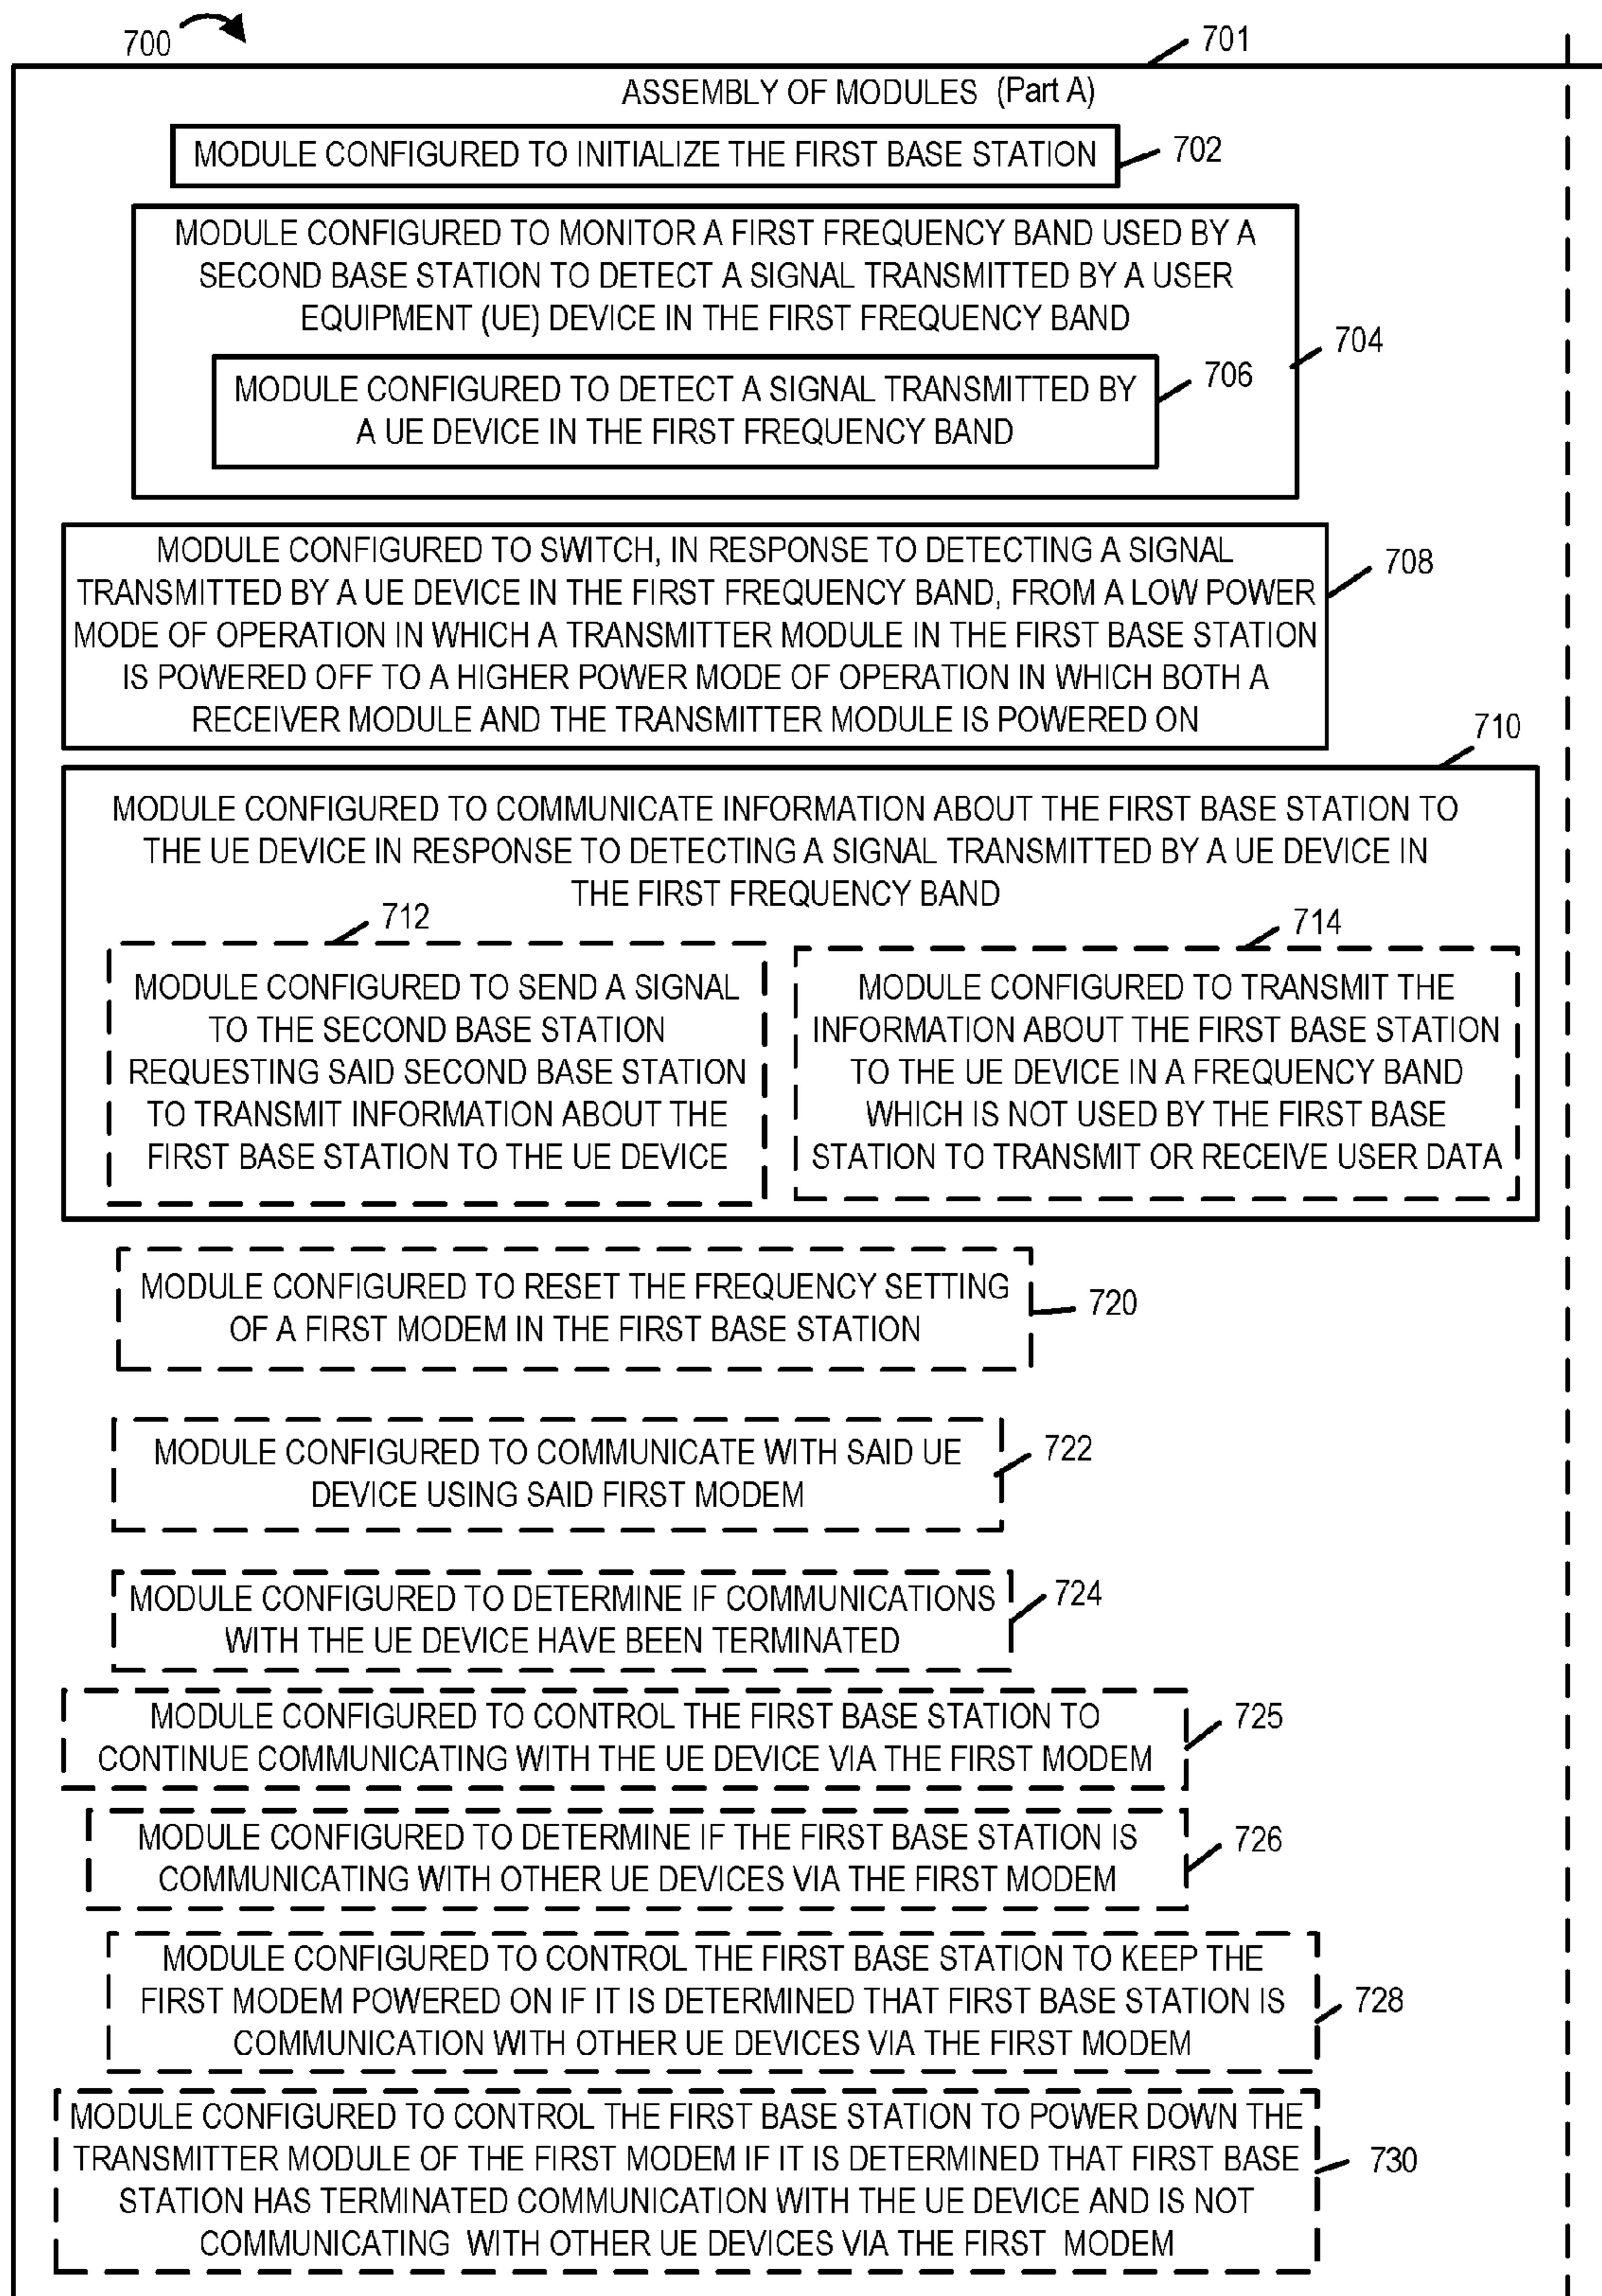 700
701
ASSEMBLY OF MODULES (Part A)
MODULE CONFIGURED TO INITIALIZE THE FIRST BASE STATION
702
MODULE CONFIGURED TO MONITOR A FIRST FREQUENCY BAND USED BY A
SECOND BASE STATION TO DETECT A SIGNAL TRANSMITTED BY A USER
EQUIPMENT (UE) DEVICE IN THE FIRST FREQUENCY BAND
704
MODULE CONFIGURED TO DETECT A SIGNAL TRANSMITTED BY
A UE DEVICE IN THE FIRST FREQUENCY BAND
706
MODULE CONFIGURED TO SWITCH, IN RESPONSE TO DETECTING A SIGNAL
TRANSMITTED BY A UE DEVICE IN THE FIRST FREQUENCY BAND, FROM A LOW POWER
MODE OF OPERATION IN WHICH A TRANSMITTER MODULE IN THE FIRST BASE STATION
IS POWERED OFF TO A HIGHER POWER MODE OF OPERATION IN WHICH BOTH A
RECEIVER MODULE AND THE TRANSMITTER MODULE IS POWERED ON
708
710
MODULE CONFIGURED TO COMMUNICATE INFORMATION ABOUT THE FIRST BASE STATION TO
THE UE DEVICE IN RESPONSE TO DETECTING A SIGNAL TRANSMITTED BY A UE DEVICE IN
THE FIRST FREQUENCY BAND
712
MODULE CONFIGURED TO SEND A SIGNAL
TO THE SECOND BASE STATION
REQUESTING SAID SECOND BASE STATION
TO TRANSMIT INFORMATION ABOUT THE
FIRST BASE STATION TO THE UE DEVICE
714
MODULE CONFIGURED TO TRANSMIT THE
INFORMATION ABOUT THE FIRST BASE STATION
TO THE UE DEVICE IN A FREQUENCY BAND
WHICH IS NOT USED BY THE FIRST BASE
STATION TO TRANSMIT OR RECEIVE USER DATA
MODULE CONFIGURED TO RESET THE FREQUENCY SETTING
OF A FIRST MODEM IN THE FIRST BASE STATION
720
MODULE CONFIGURED TO COMMUNICATE WITH SAID UE
DEVICE USING SAID FIRST MODEM
722
MODULE CONFIGURED TO DETERMINE IF COMMUNICATIONS
WITH THE UE DEVICE HAVE BEEN TERMINATED
724
MODULE CONFIGURED TO CONTROL THE FIRST BASE STATION TO
CONTINUE COMMUNICATING WITH THE UE DEVICE VIA THE FIRST MODEM
725
MODULE CONFIGURED TO DETERMINE IF THE FIRST BASE STATION IS
COMMUNICATING WITH OTHER UE DEVICES VIA THE FIRST MODEM
726
MODULE CONFIGURED TO CONTROL THE FIRST BASE STATION TO KEEP THE
FIRST MODEM POWERED ON IF IT IS DETERMINED THAT FIRST BASE STATION IS
COMMUNICATION WITH OTHER UE DEVICES VIA THE FIRST MODEM
728
MODULE CONFIGURED TO CONTROL THE FIRST BASE STATION TO POWER DOWN THE
TRANSMITTER MODULE OF THE FIRST MODEM IF IT IS DETERMINED THAT FIRST BASE
STATION HAS TERMINATED COMMUNICATION WITH THE UE DEVICE AND IS NOT
COMMUNICATING WITH OTHER UE DEVICES VIA THE FIRST MODEM
730